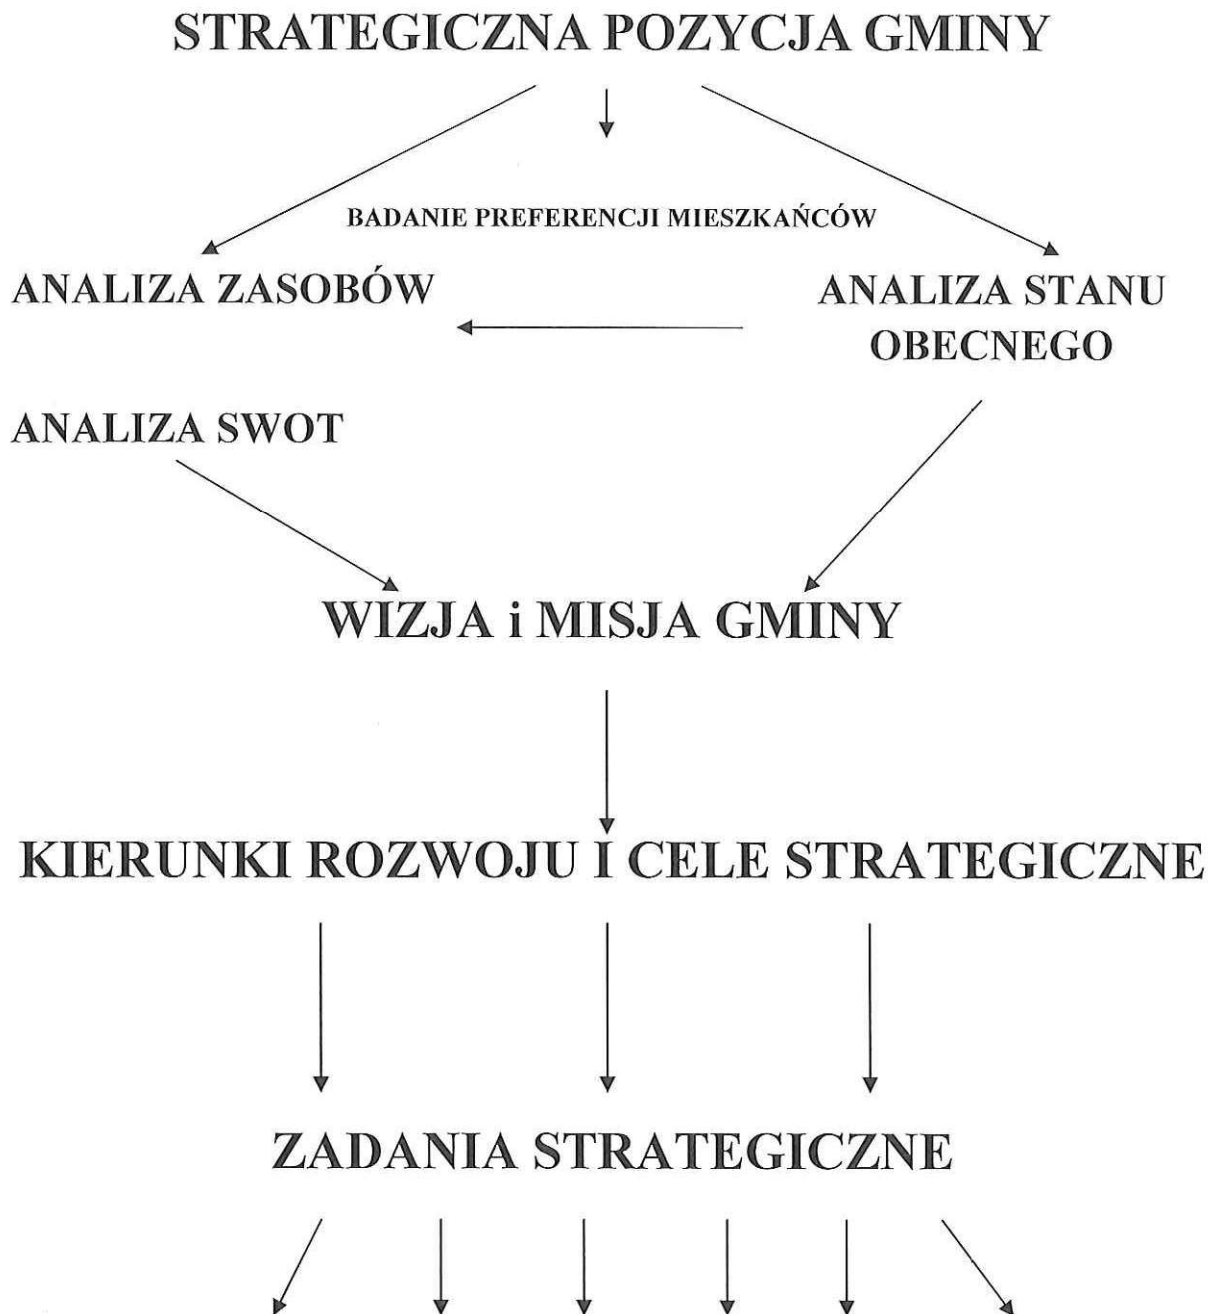 STRATEGICZNA POZYCJA GMINY
BADANIE PREFERENCJI MIESZKAŃCÓW
ANALIZA ZASOBÓW
ANALIZA STANU
OBECNEGO
ANALIZA SWOT
WIZJA i MISJA GMINY
KIERUNKI ROZWOJU I CELE STRATEGICZNE
ZADANIA STRATEGICZNE